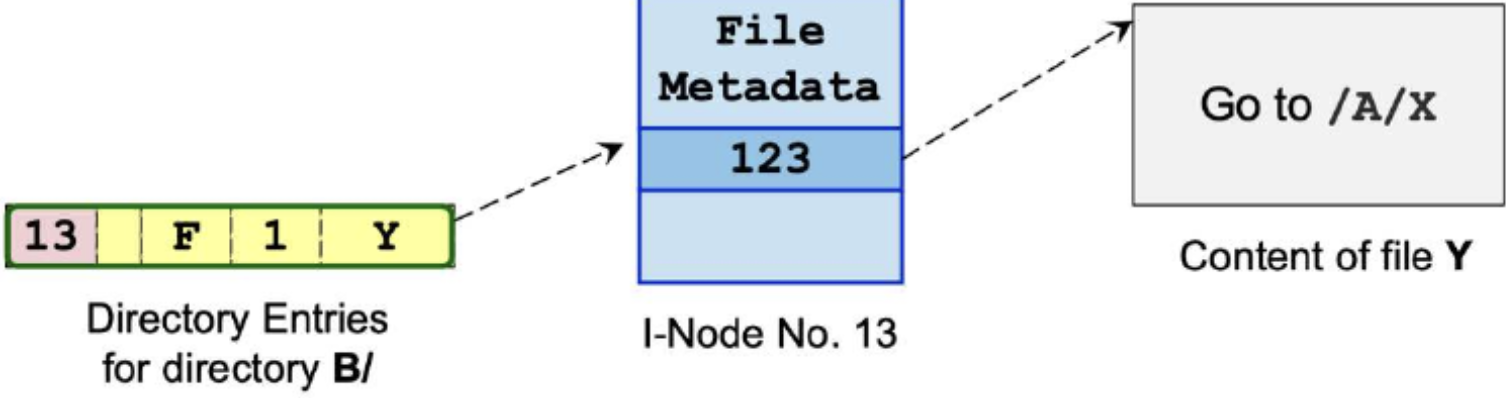 File
Metadata
123
Go to /A/X
13 F 1 Y
Content of file Y
Directory Entries
for directory B/
I-Node No. 13